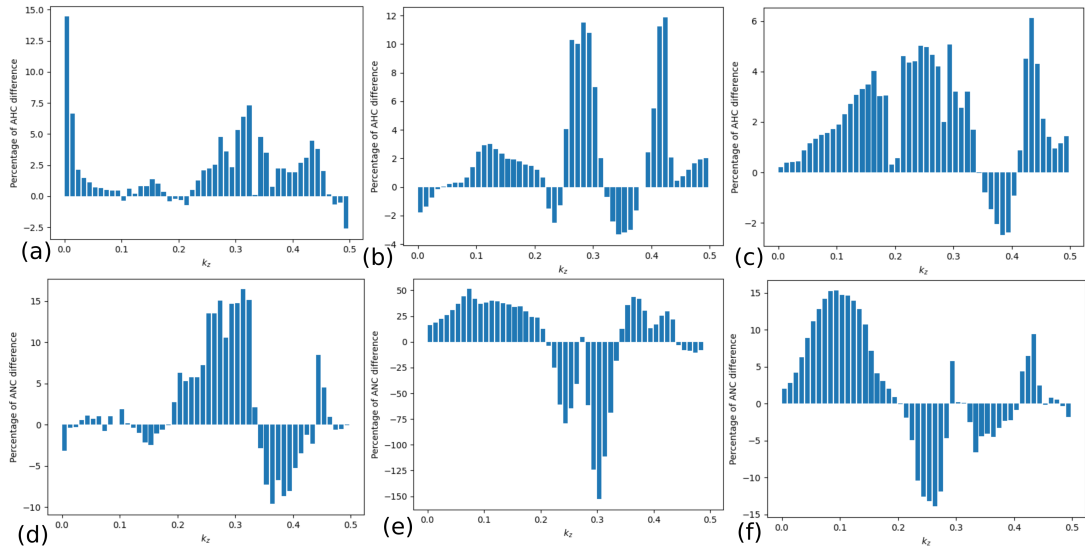 15.0
12.5
10.0
7.5
5.0
2.5
0.0
−2.5
Percentage of AHC difference
0.0 0.1 0.2 0.3 0.4 0.5
k_z
(a)
12
10
8
6
4
2
0
−2
−4
Percentage of AHC difference
0.0 0.1 0.2 0.3 0.4 0.5
k_z
(b)
6
4
2
0
−2
Percentage of AHC difference
0.0 0.1 0.2 0.3 0.4 0.5
k_z
(c)
15
10
5
0
−5
−10
Percentage of ANC difference
0.0 0.1 0.2 0.3 0.4 0.5
k_z
(d)
50
25
0
−25
−50
−75
−100
−125
−150
Percentage of ANC difference
0.0 0.1 0.2 0.3 0.4 0.5
k_z
(e)
15
10
5
0
−5
−10
−15
Percentage of ANC difference
0.0 0.1 0.2 0.3 0.4 0.5
k_z
(f)